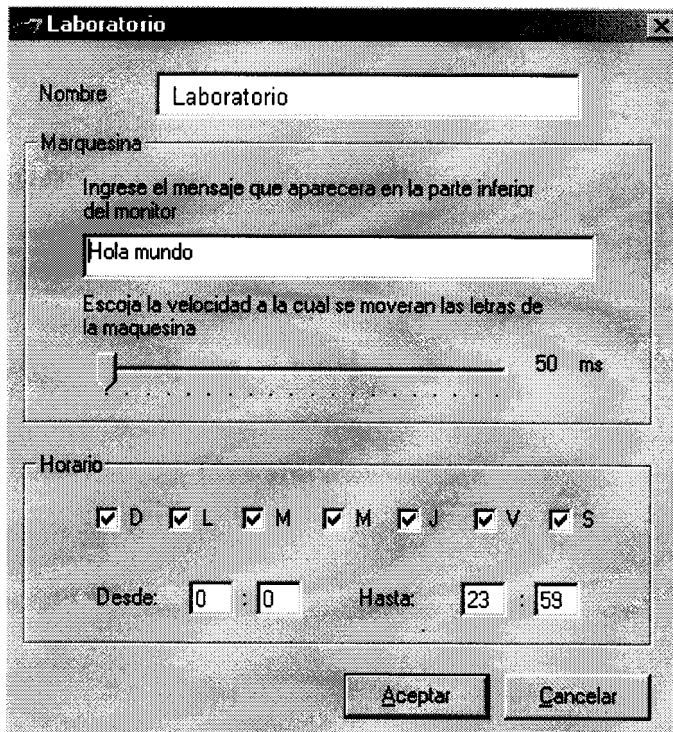 Laboratorio
Nombre Laboratorio
Marquesina
Ingrese el mensaje que aparecera en la parte inferior
del monitor
Hola mundo
Escoja la velocidad a la cual se moveran las letras de
la maquesina
50 ms
Horario
D L M M J V S
Desde: 0 : 0 Hasta: 23 : 59
Aceptar Cancelar